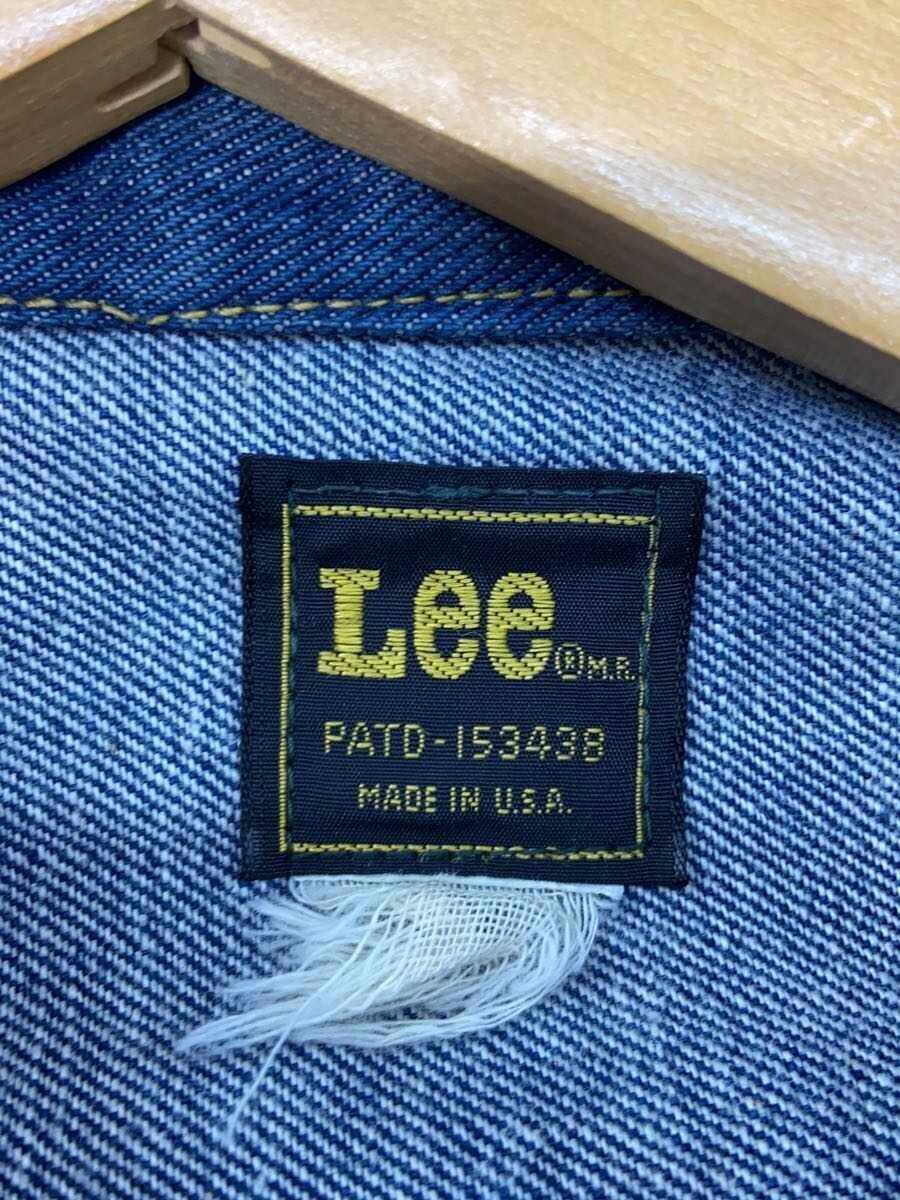 Lee ® M.R.
PATD-153438
MADE IN U.S.A.